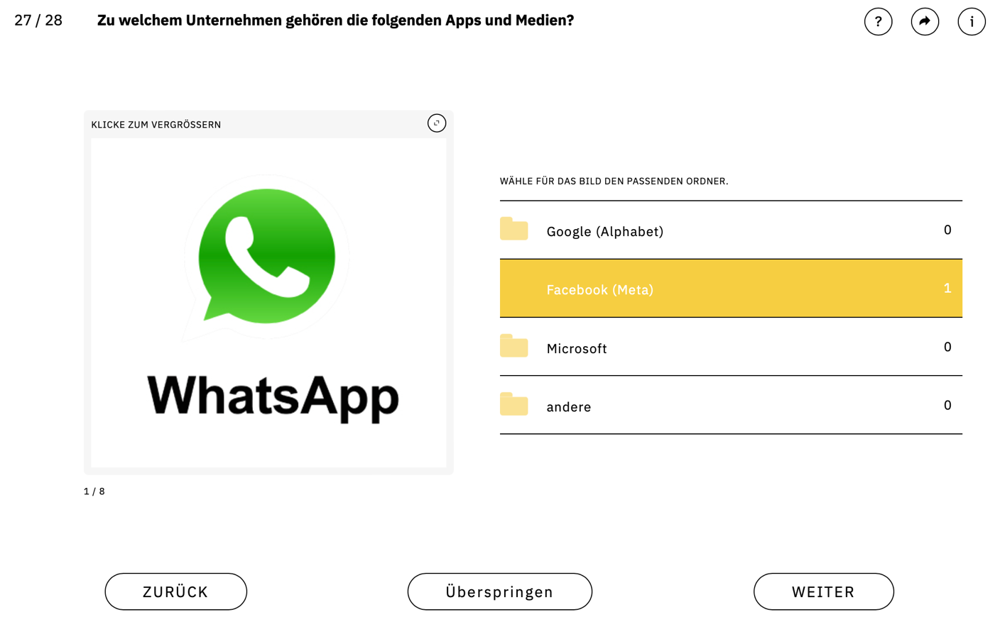 27 / 28
Zu welchem Unternehmen gehören die folgenden Apps und Medien?
?
i
KLICKE ZUM VERGRÖSSERN
WhatsApp
1 / 8
WÄHLE FÜR DAS BILD DEN PASSENDEN ORDNER.
Google (Alphabet) 0
Facebook (Meta) 1
Microsoft 0
andere 0
ZURÜCK
Überspringen
WEITER